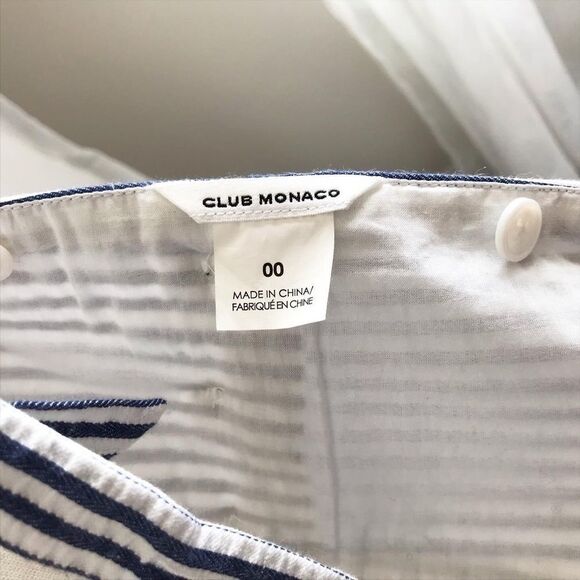 CLUB MONACO
00
MADE IN CHINA/
FABRIQUÉ EN CHINE